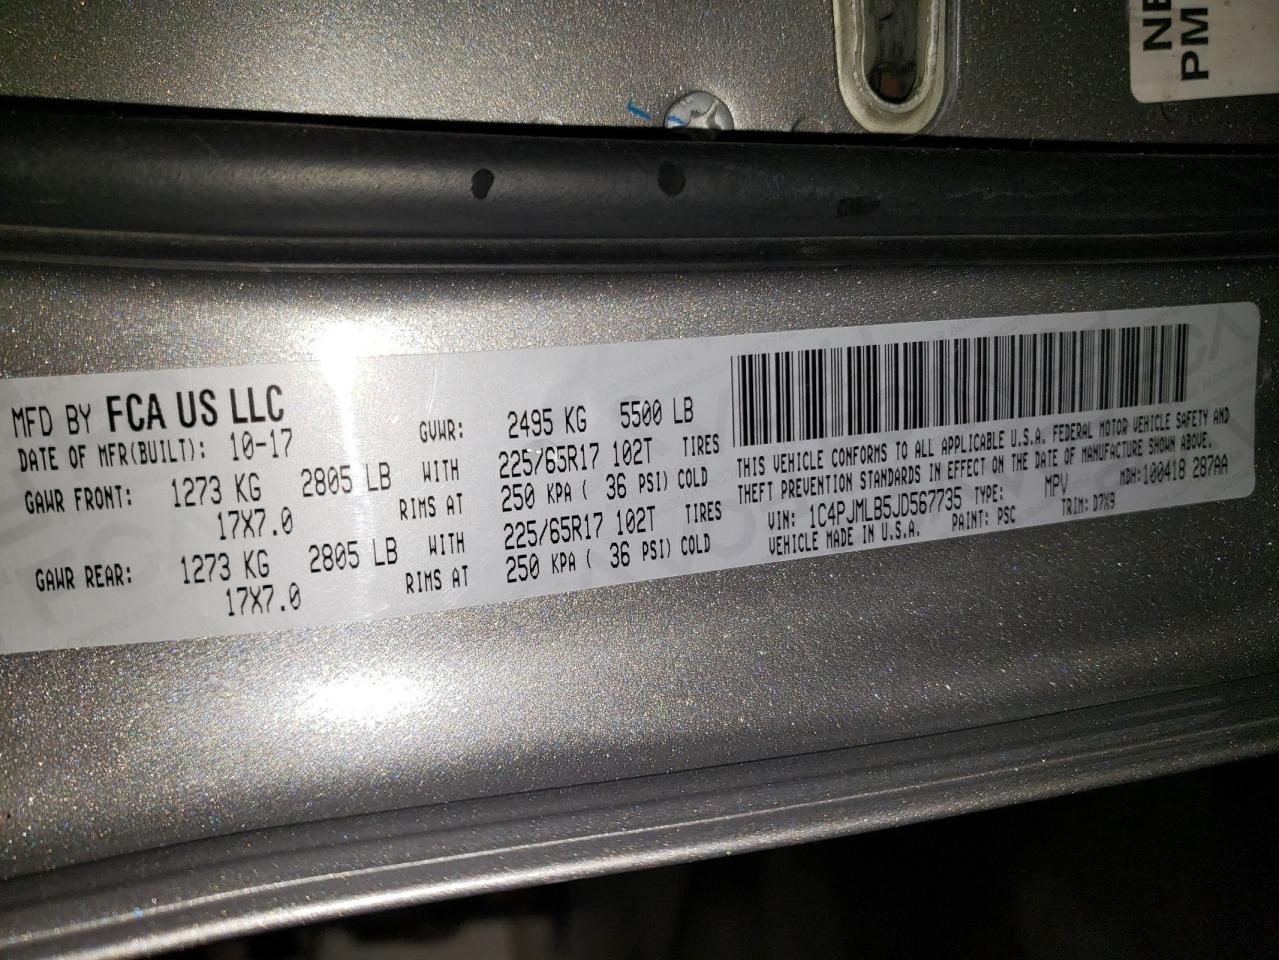 NE
PM
MFD BY FCA US LLC
DATE OF MFR(BUILT): 10-17
GVWR: 2495 KG 5500 LB
GAWR FRONT: 1273 KG 2805 LB WITH 225/65R17 102T TIRES
17X7.0 RIMS AT 250 KPA ( 36 PSI) COLD
GAWR REAR: 1273 KG 2805 LB WITH 225/65R17 102T TIRES
17X7.0 RIMS AT 250 KPA ( 36 PSI) COLD
THIS VEHICLE CONFORMS TO ALL APPLICABLE U.S.A. FEDERAL MOTOR VEHICLE SAFETY AND
THEFT PREVENTION STANDARDS IN EFFECT ON THE DATE OF MANUFACTURE SHOWN ABOVE.
VIN: 1C4PJMLB5JD567735 TYPE: MPV MDH:100418 287AA
VEHICLE MADE IN U.S.A. PAINT: PSC TRIM: D7X9